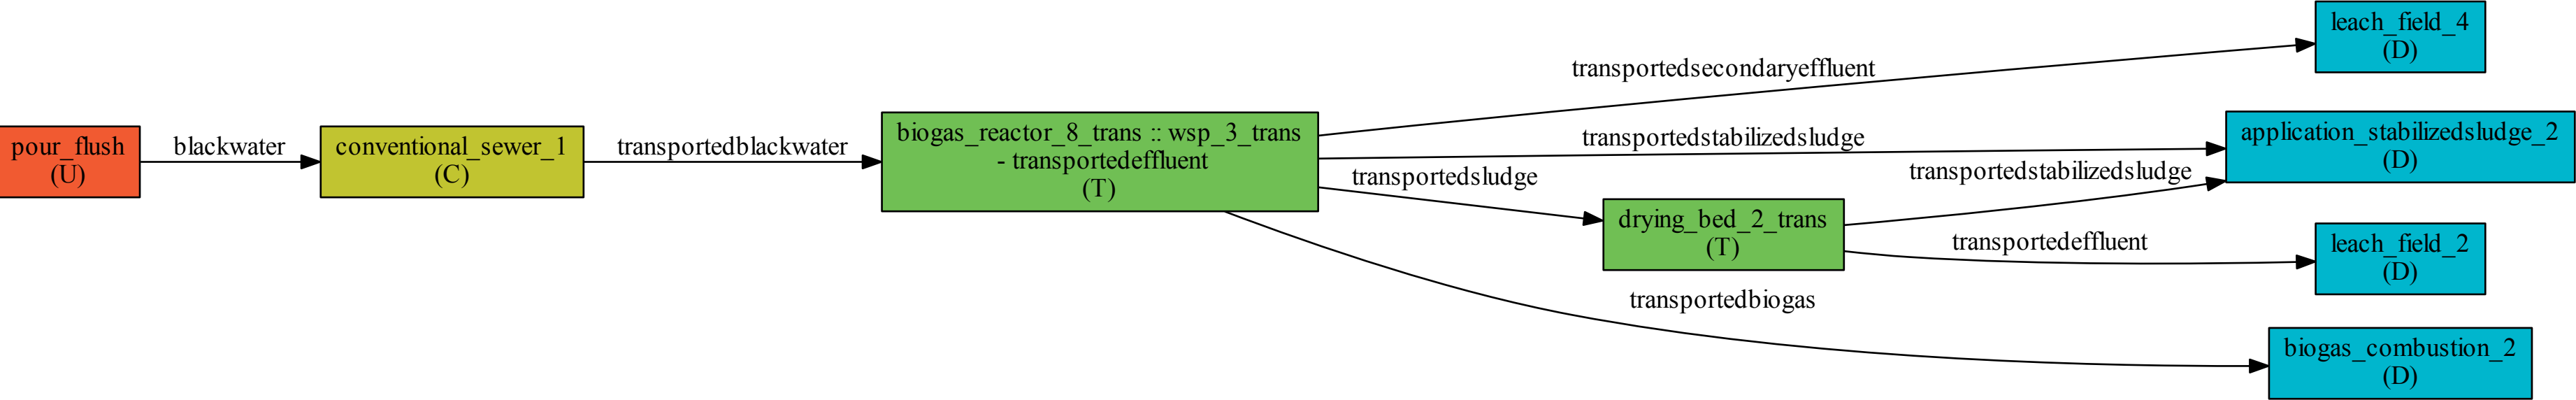 pour_flush
(U)
blackwater
conventional_sewer_1
(C)
transportedblackwater
biogas_reactor_8_trans :: wsp_3_trans
- transportedeffluent
(T)
transportedsecondaryeffluent
transportedstabilizedsludge
transportedsludge
transportedbiogas
drying_bed_2_trans
(T)
transportedstabilizedsludge
transportedeffluent
leach_field_4
(D)
application_stabilizedsludge_2
(D)
leach_field_2
(D)
biogas_combustion_2
(D)